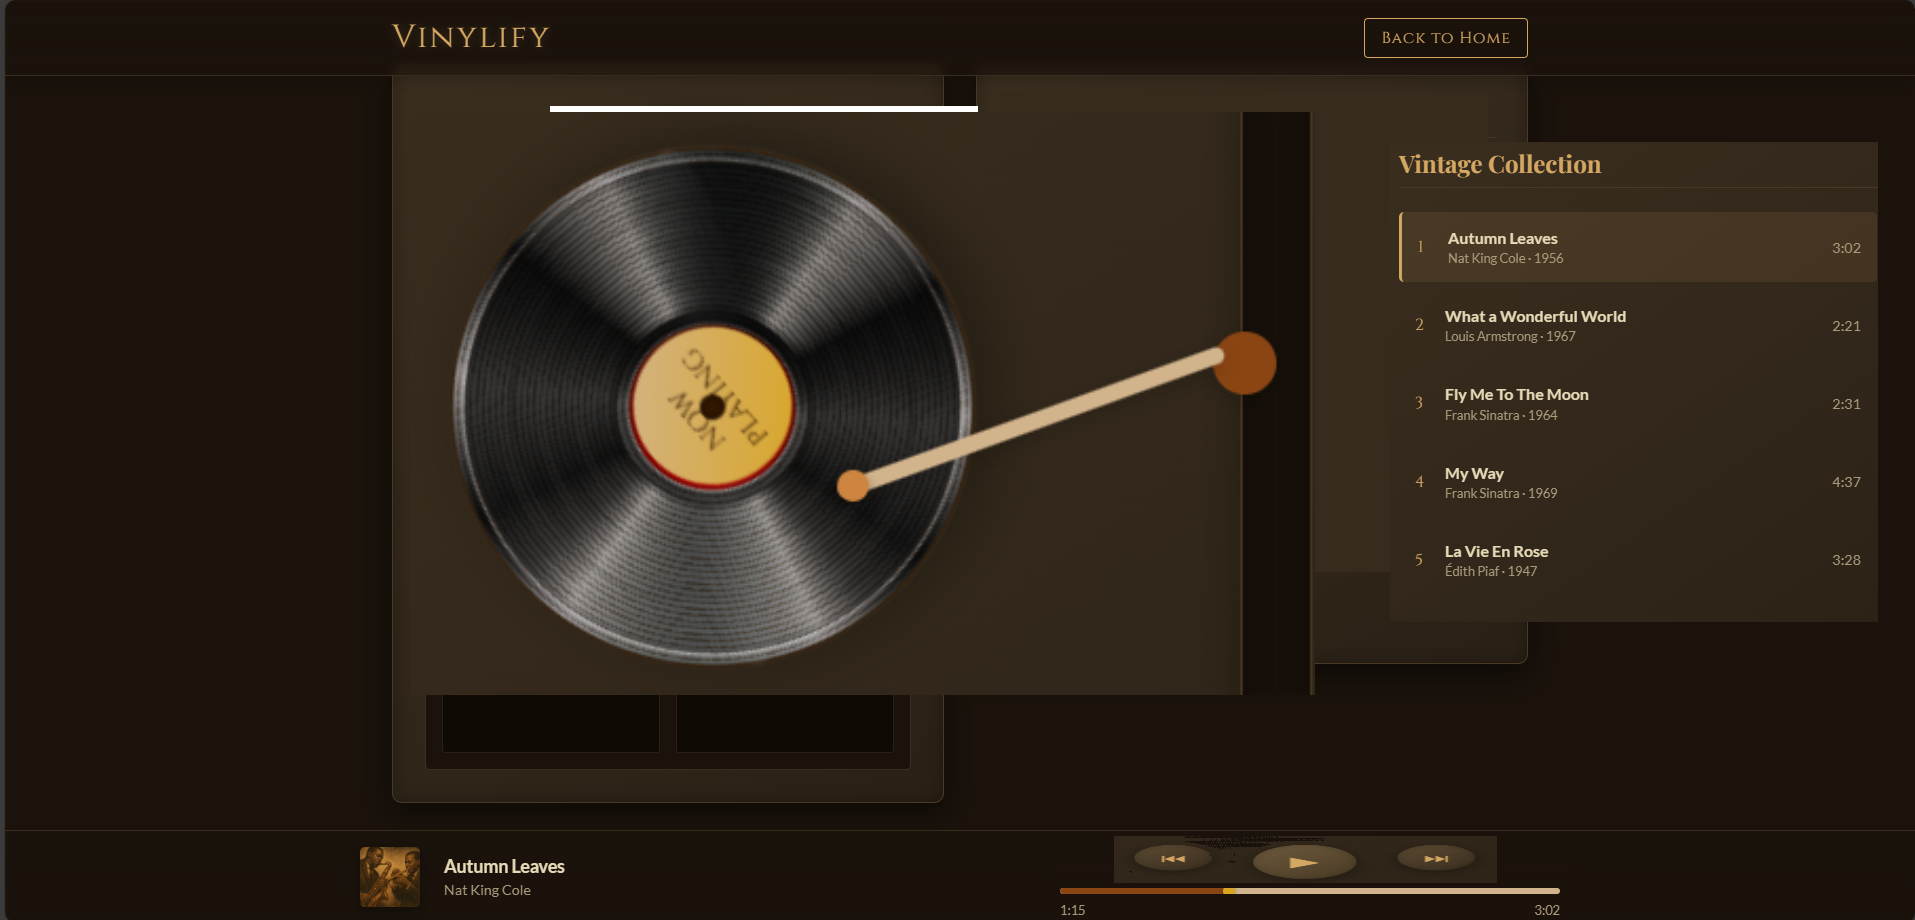 VINYLIFY
BACK TO HOME
Vintage Collection
1
Autumn Leaves
Nat King Cole · 1956
3:02
2
What a Wonderful World
Louis Armstrong · 1967
2:21
3
Fly Me To The Moon
Frank Sinatra · 1964
2:31
4
My Way
Frank Sinatra · 1969
4:37
5
La Vie En Rose
Édith Piaf · 1947
3:28
NOW
PLAYING
Autumn Leaves
Nat King Cole
1:15
3:02